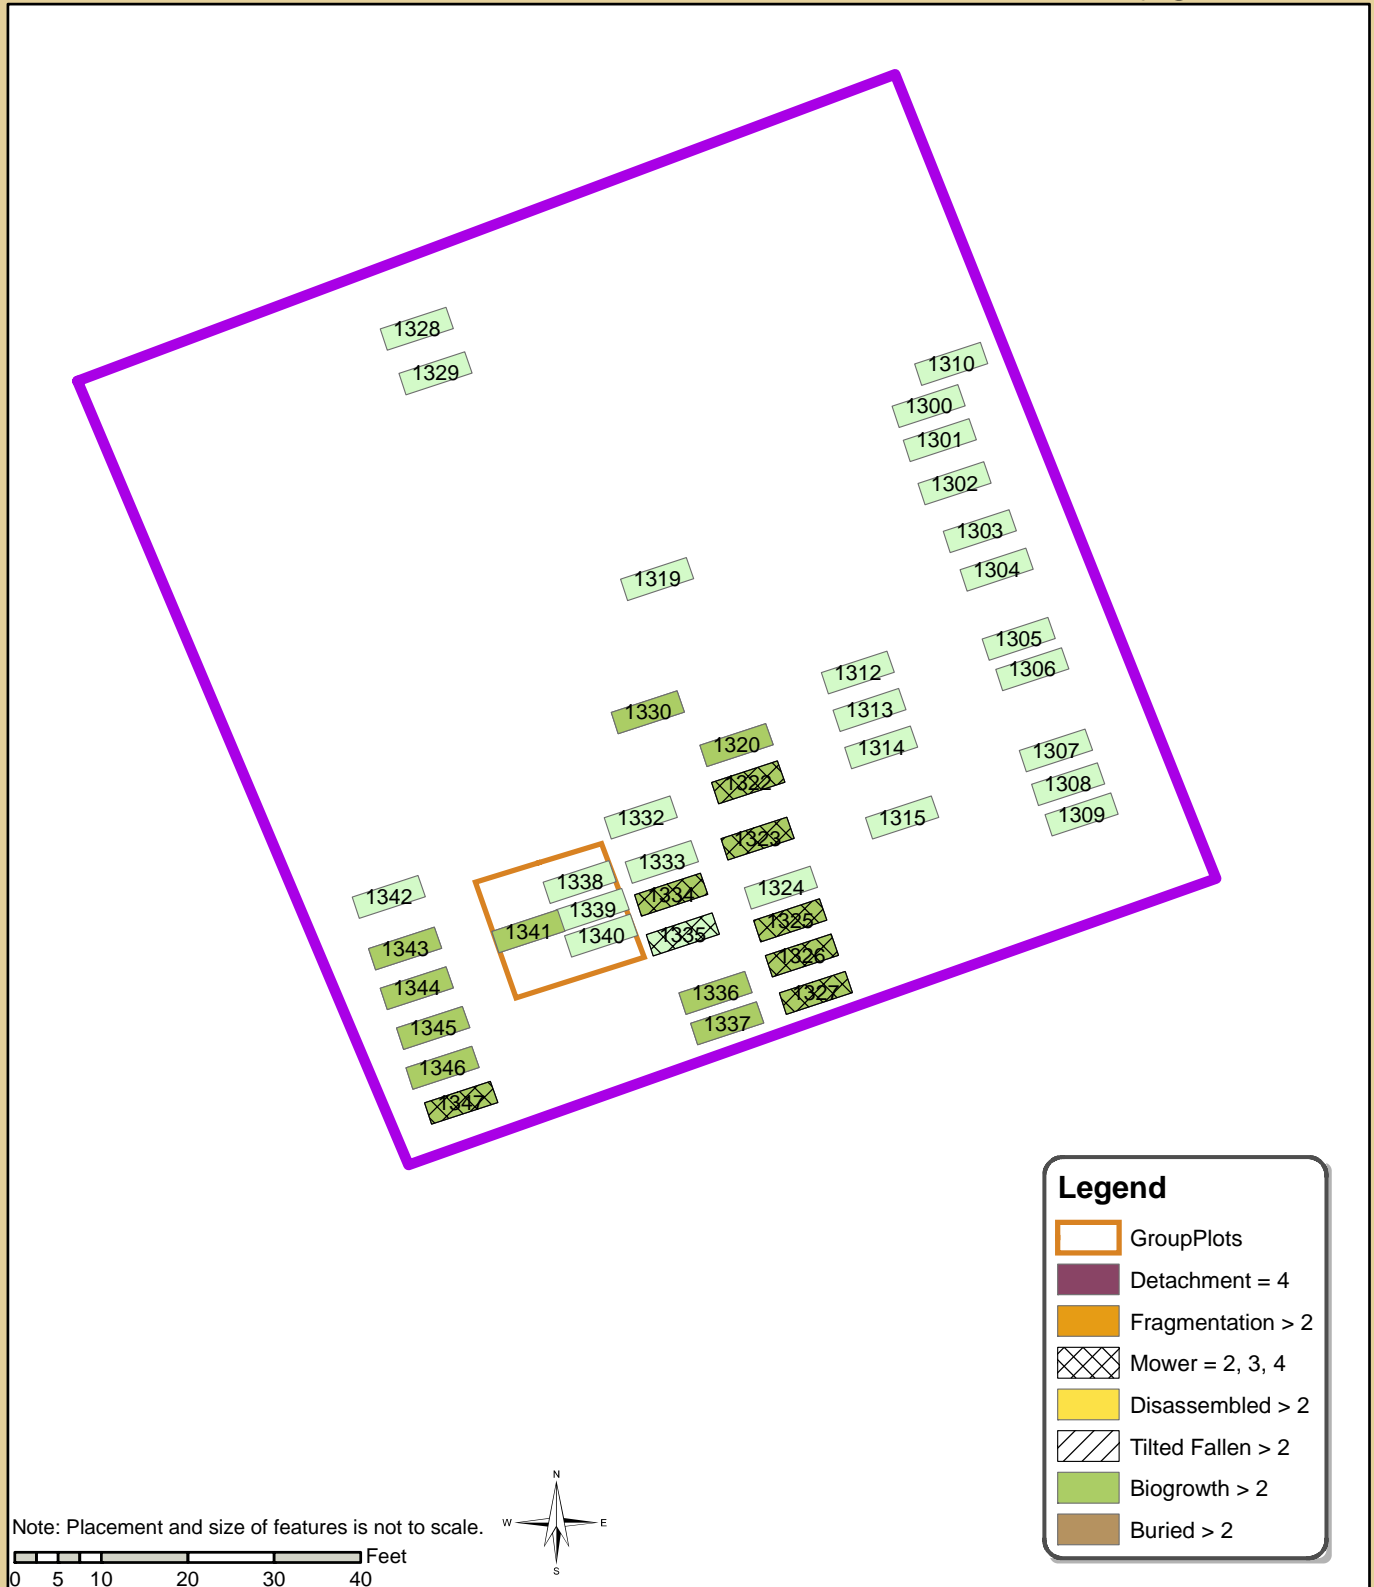 1328
1329
1310
1300
1301
1302
1303
1304
1319
1305
1306
1312
1313
1314
1330
1320
1322
1307
1308
1309
1315
1332
1323
1333
1338
1334
1324
1342
1339
1341
1340
1335
1325
1343
1326
1344
1336
1327
1345
1337
1346
1347
Legend
GroupPlots
Detachment = 4
Fragmentation > 2
Mower = 2, 3, 4
Disassembled > 2
Tilted Fallen > 2
Biogrowth > 2
Buried > 2
N
W E
S
Note: Placement and size of features is not to scale.
Feet
0 5 10 20 30 40